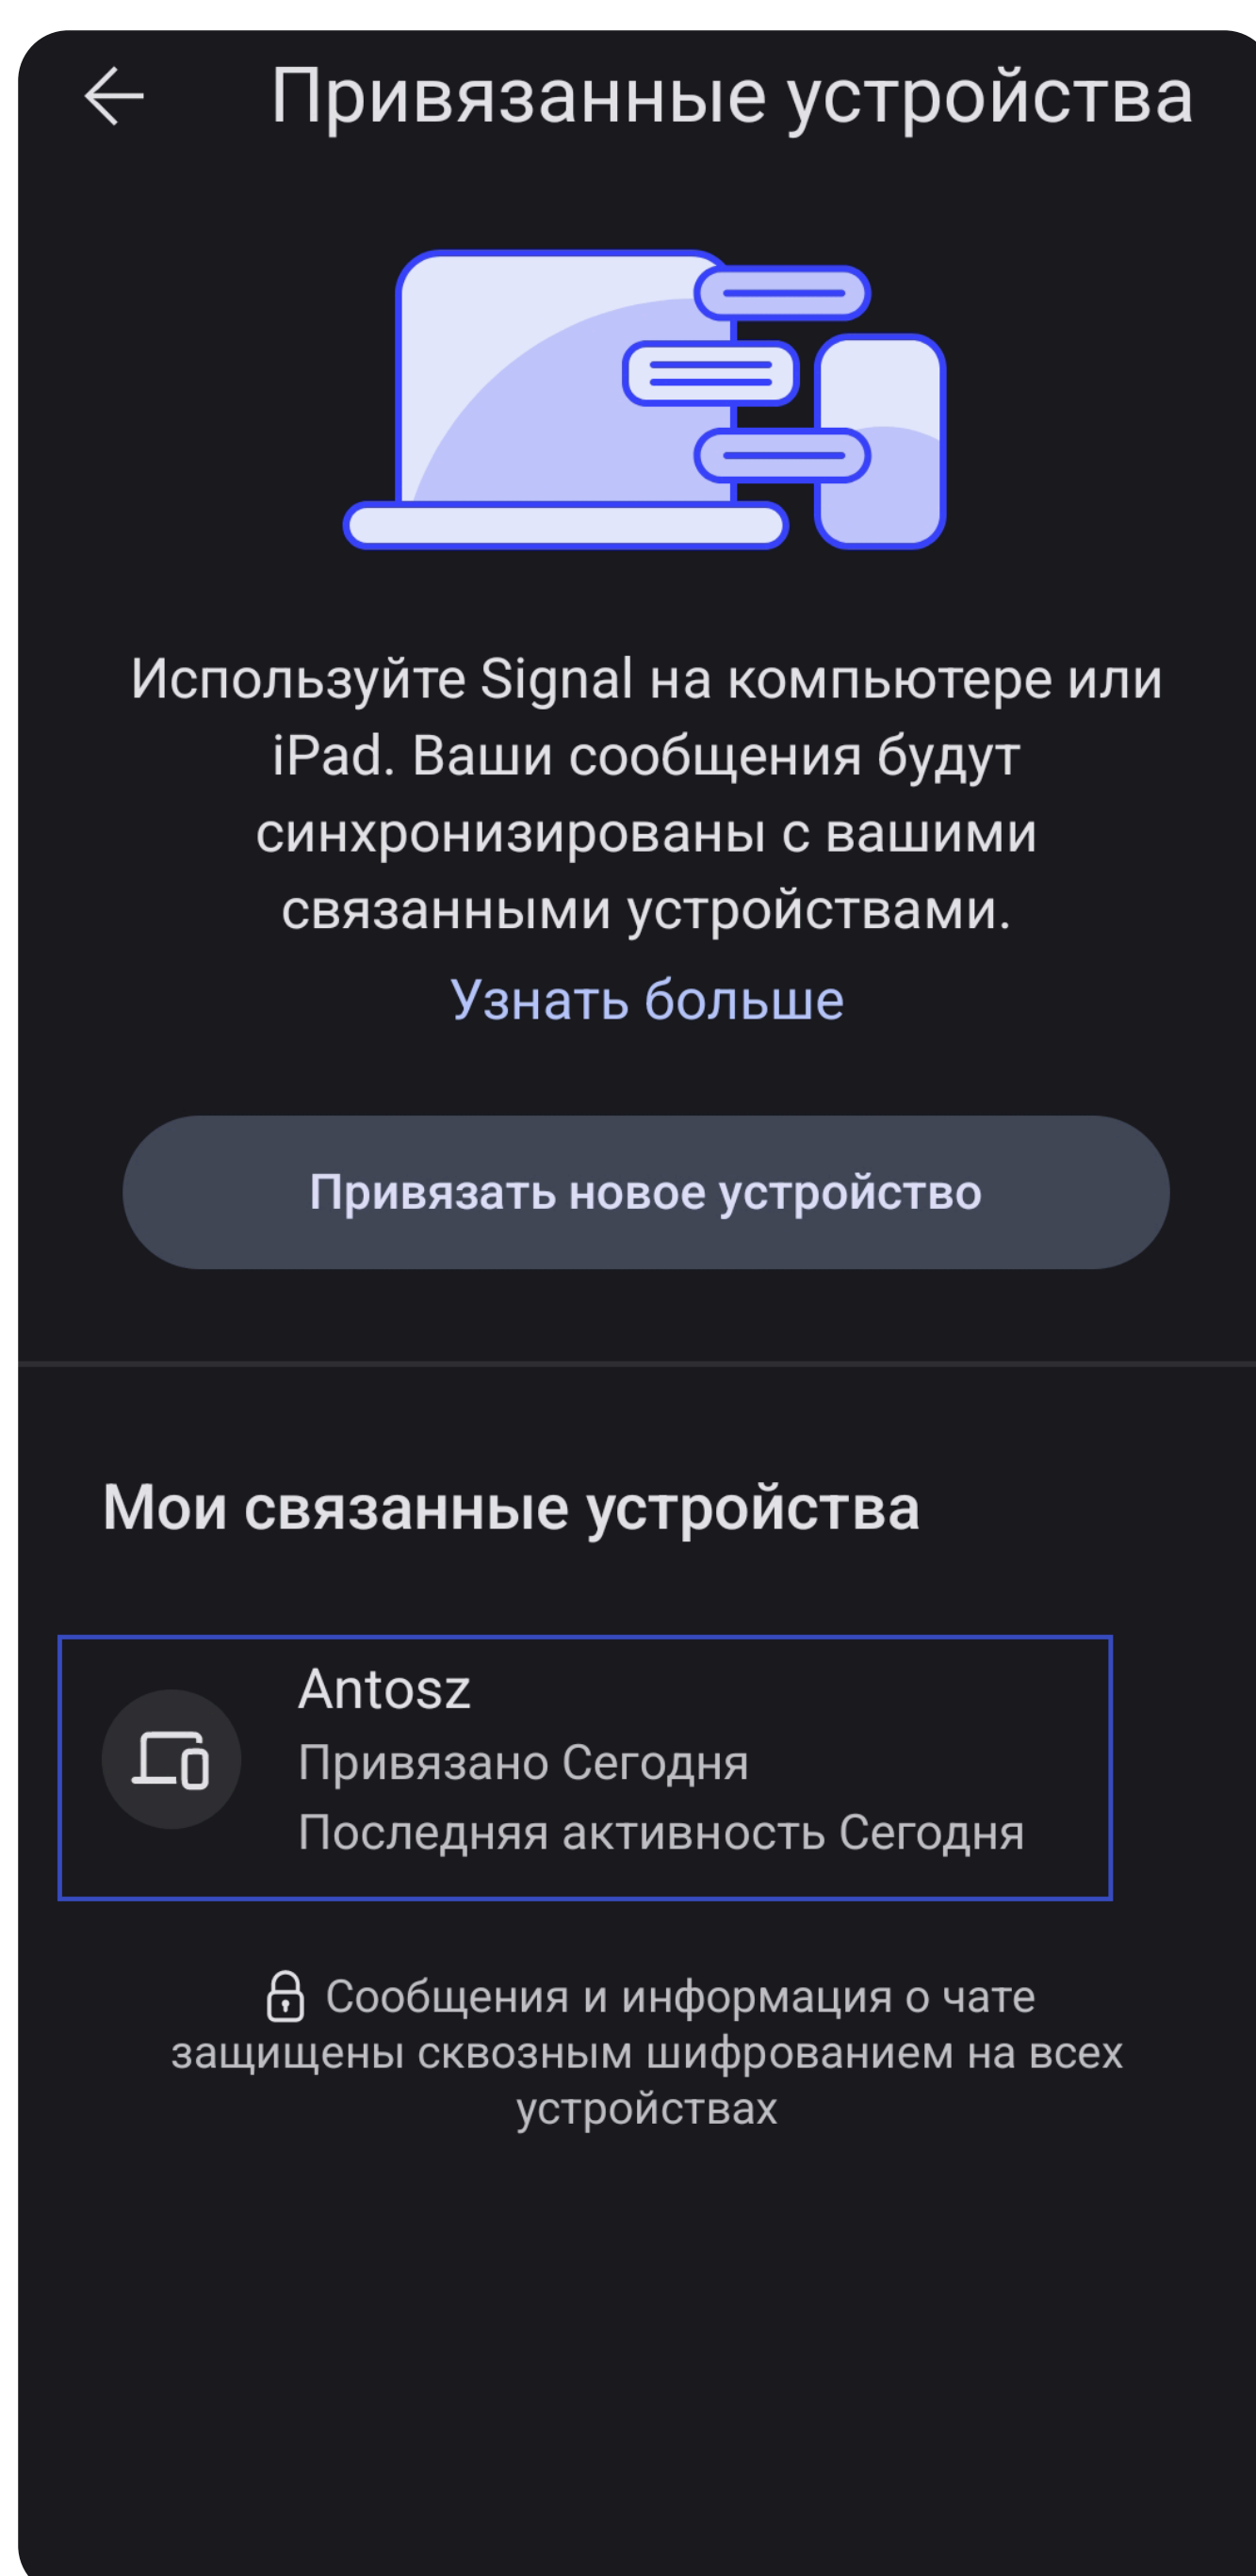 Привязанные устройства
Используйте Signal на компьютере или
iPad. Ваши сообщения будут
синхронизированы с вашими
связанными устройствами.
Узнать больше
Привязать новое устройство
Мои связанные устройства
Antosz
Привязано Сегодня
Последняя активность Сегодня
Сообщения и информация о чате
защищены сквозным шифрованием на всех
устройствах